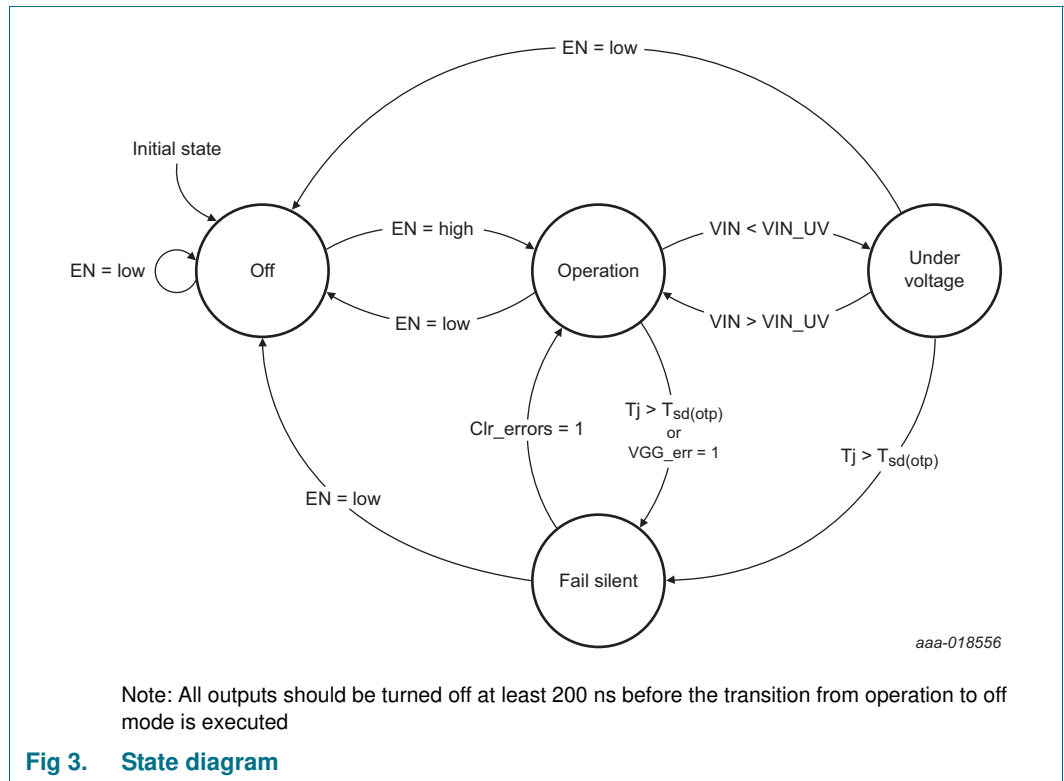 EN = low
Initial state
EN = high
VIN < VIN_UV
EN = low
Off
Operation
Under
voltage
EN = low
VIN > VIN_UV
Clr_errors = 1
Tj > Tsd(otp)
or
VGG_err = 1
Tj > Tsd(otp)
EN = low
Fail silent
aaa-018556
Note: All outputs should be turned off at least 200 ns before the transition from operation to off
mode is executed
Fig 3. State diagram